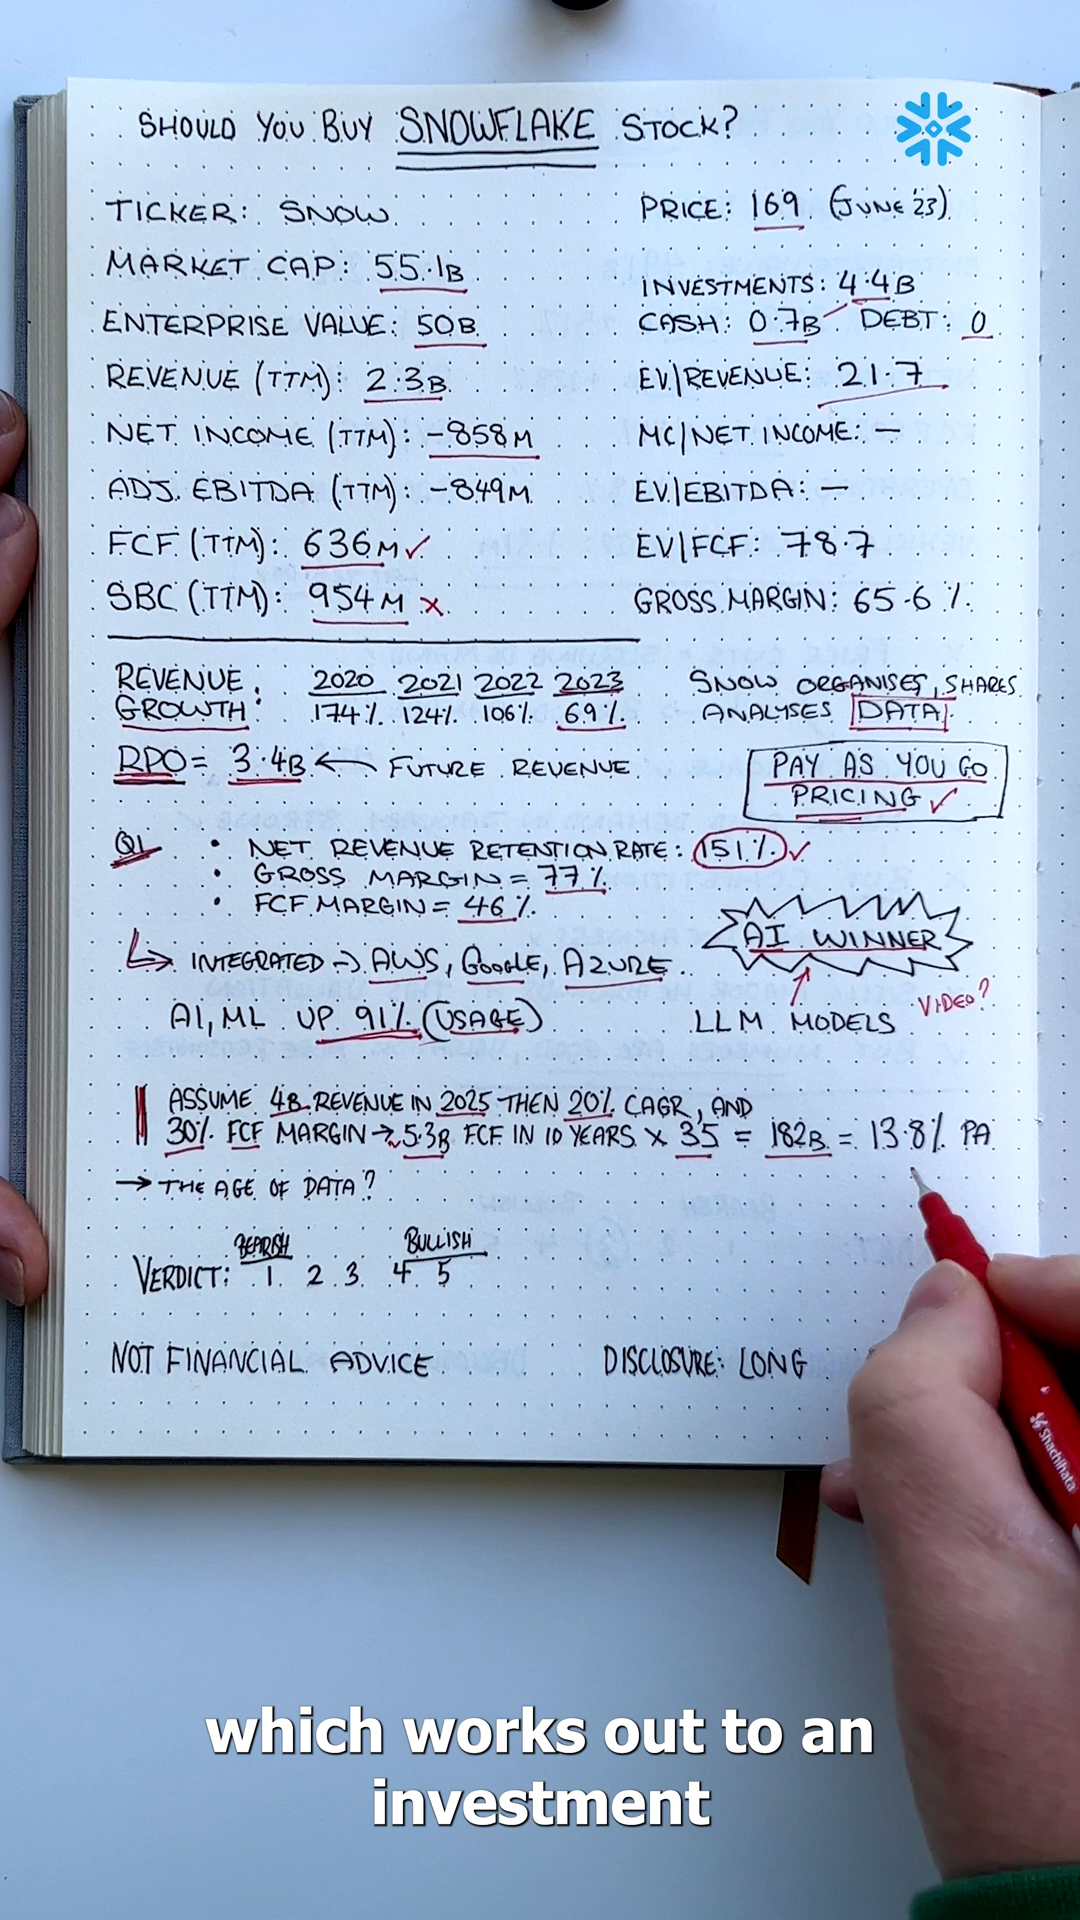 SHOULD YOU BUY SNOWFLAKE STOCK?
TICKER: SNOW
PRICE: 169 (JUNE '23)
MARKET CAP: 55.1B
INVESTMENTS: 4.4B
ENTERPRISE VALUE: 50B
CASH: 0.7B DEBT: 0
REVENUE (TTM): 2.3B
EV/REVENUE: 21.7
NET INCOME (TTM): -858M
MC/NET INCOME: -
ADJ. EBITDA (TTM): -849M
EV/EBITDA: -
FCF (TTM): 636M ✓
EV/FCF: 78.7
SBC (TTM): 954M x
GROSS MARGIN: 65.6%
REVENUE GROWTH: 2020 2021 2022 2023
174% 124% 106% 69%
SNOW ORGANISES, SHARES
ANALYSES DATA
RPO = 3.4B ← FUTURE REVENUE
PAY AS YOU GO
PRICING ✓
Q1 • NET REVENUE RETENTION RATE: 151% ✓
• GROSS MARGIN = 77%
• FCF MARGIN = 46%
AI WINNER
↳ INTEGRATED → AWS, GOOGLE, AZURE
AI, ML UP 91% (USAGE)
LLM MODELS
VIDEO?
ASSUME 4B REVENUE IN 2025 THEN 20% CAGR, AND
30% FCF MARGIN → ~5.3B FCF IN 10 YEARS x 35 = 182B = 13.8% PA
→ THE AGE OF DATA?
BEARISH BULLISH
VERDICT: 1 2 3 4 5
NOT FINANCIAL ADVICE
DISCLOSURE: LONG
Shachihata
which works out to an
investment